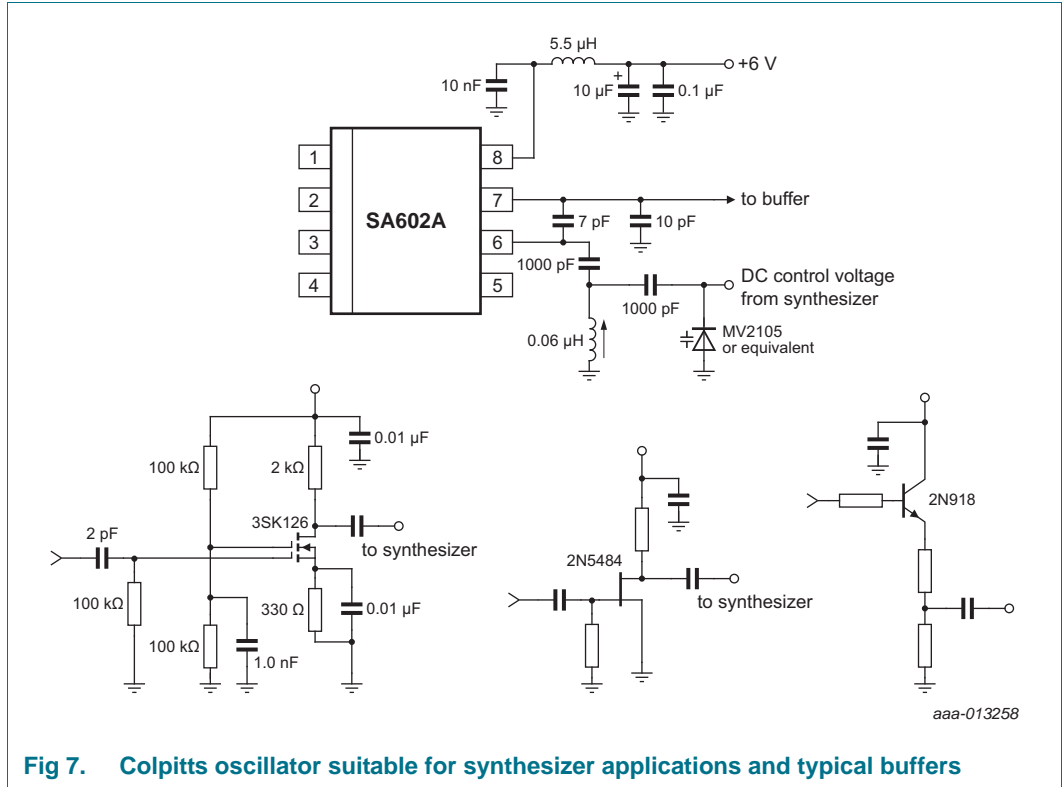 5.5 μH
+6 V
10 nF
+
10 μF
0.1 μF
1
8
2
7
to buffer
SA602A
7 pF
10 pF
3
6
1000 pF
4
5
DC control voltage
from synthesizer
1000 pF
0.06 μH
MV2105
or equivalent
0.01 μF
100 kΩ
2 kΩ
2N918
3SK126
2 pF
to synthesizer
2N5484
100 kΩ
330 Ω
0.01 μF
to synthesizer
100 kΩ
1.0 nF
aaa-013258
Fig 7. Colpitts oscillator suitable for synthesizer applications and typical buffers